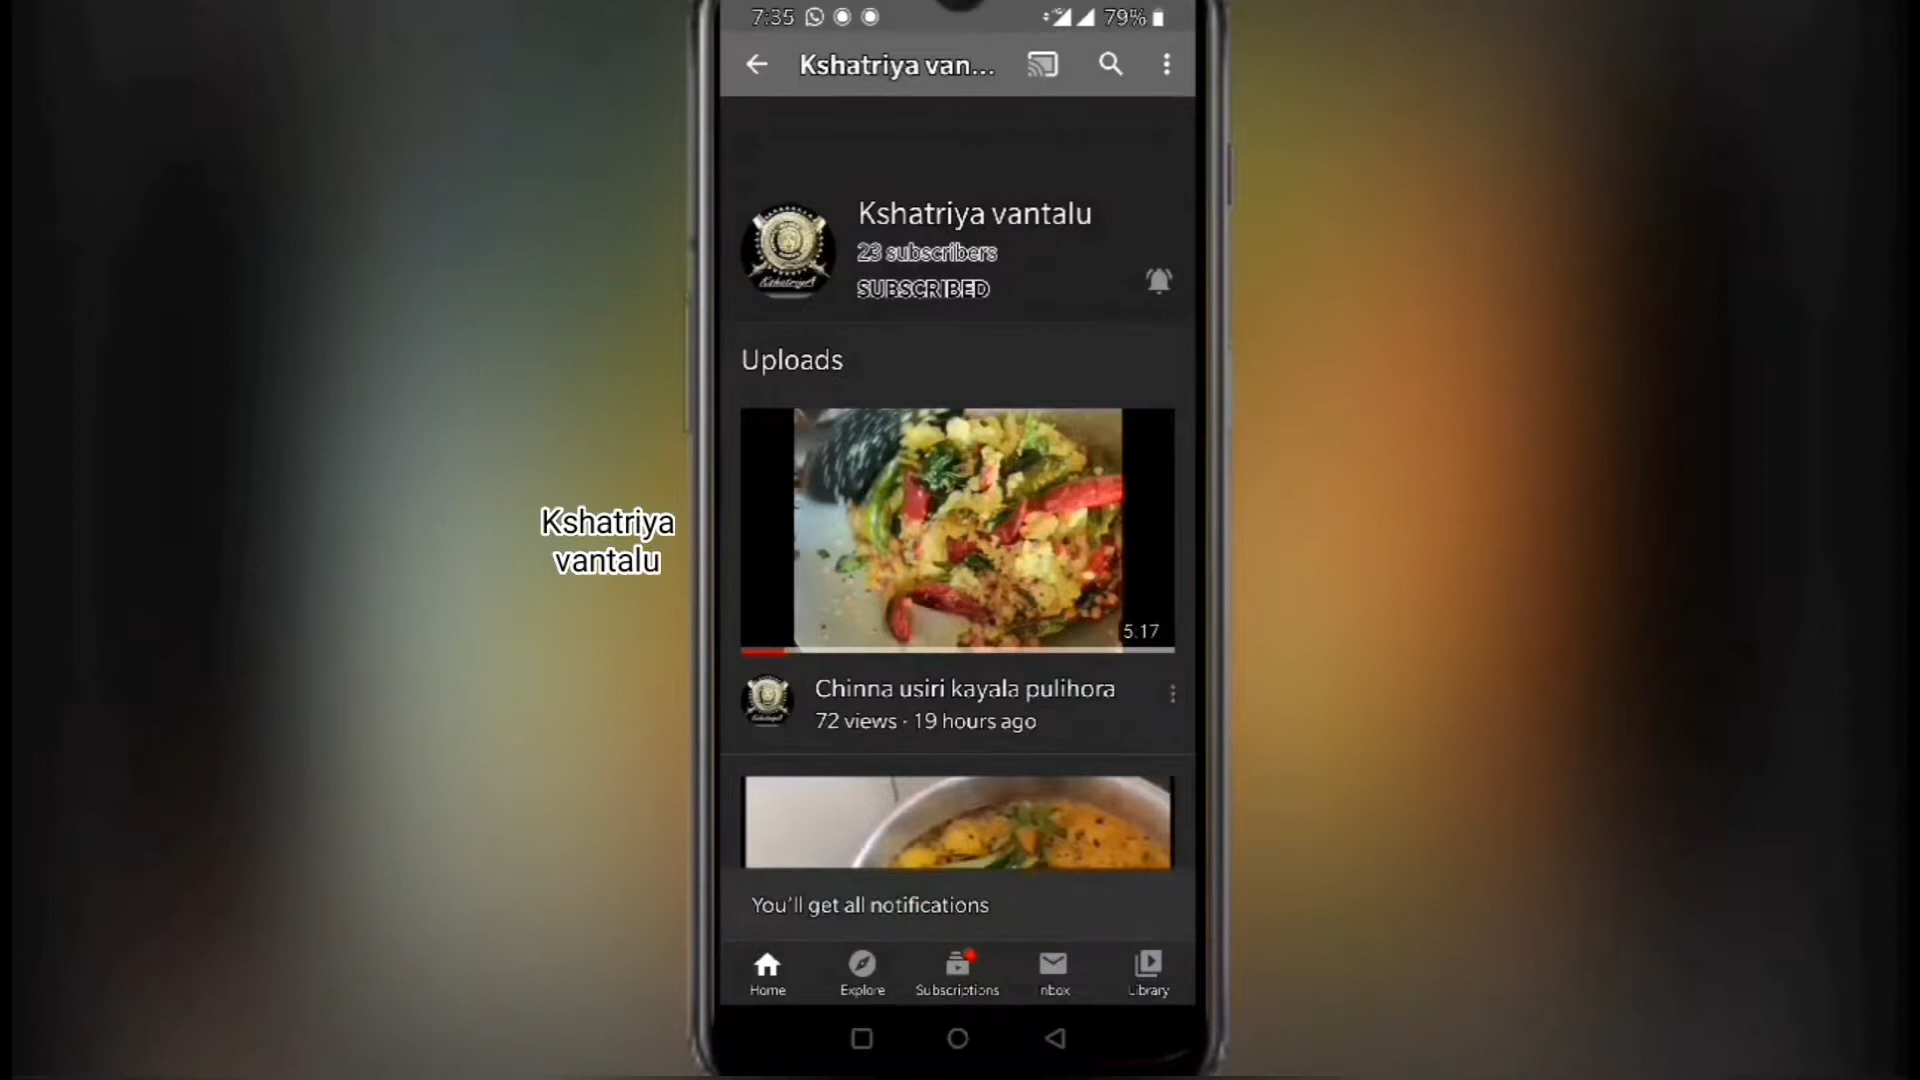 7:35
79%
Kshatriya van...
Kshatriya vantalu
23 subscribers
SUBSCRIBED
Uploads
5:17
Chinna usiri kayala pulihora
72 views · 19 hours ago
You'll get all notifications
Home
Explore
Subscriptions
Inbox
Library
Kshatriya
vantalu